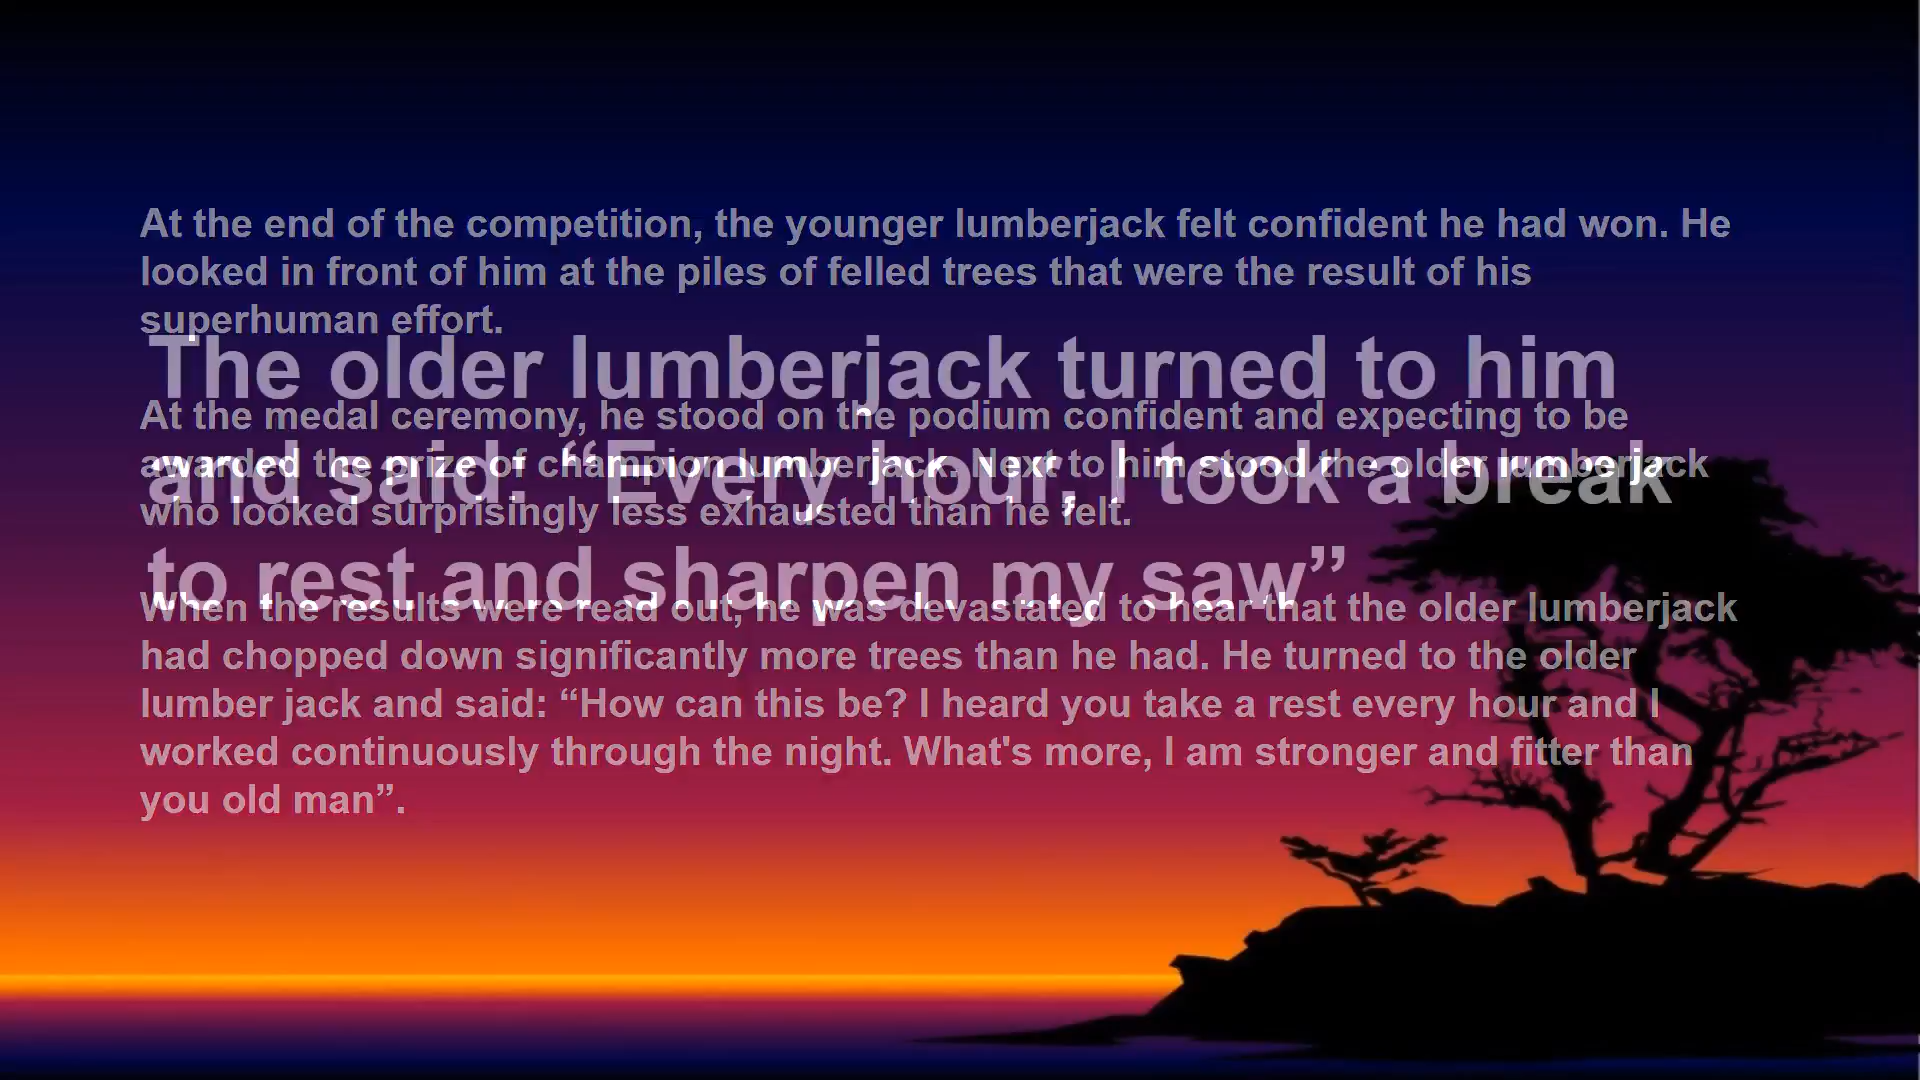 At the end of the competition, the younger lumberjack felt confident he had won. He
looked in front of him at the piles of felled trees that were the result of his
superhuman effort.
The older lumberjack turned to him
At the medal ceremony, he stood on the podium confident and expecting to be
awarded the prize of champion lumberjack. Next to him stood the older lumberjack
and said: “Every hour, I took a break
who looked surprisingly less exhausted than he felt.
to rest and sharpen my saw”
When the results were read out, he was devastated to hear that the older lumberjack
had chopped down significantly more trees than he had. He turned to the older
lumber jack and said: “How can this be? I heard you take a rest every hour and I
worked continuously through the night. What's more, I am stronger and fitter than
you old man”.